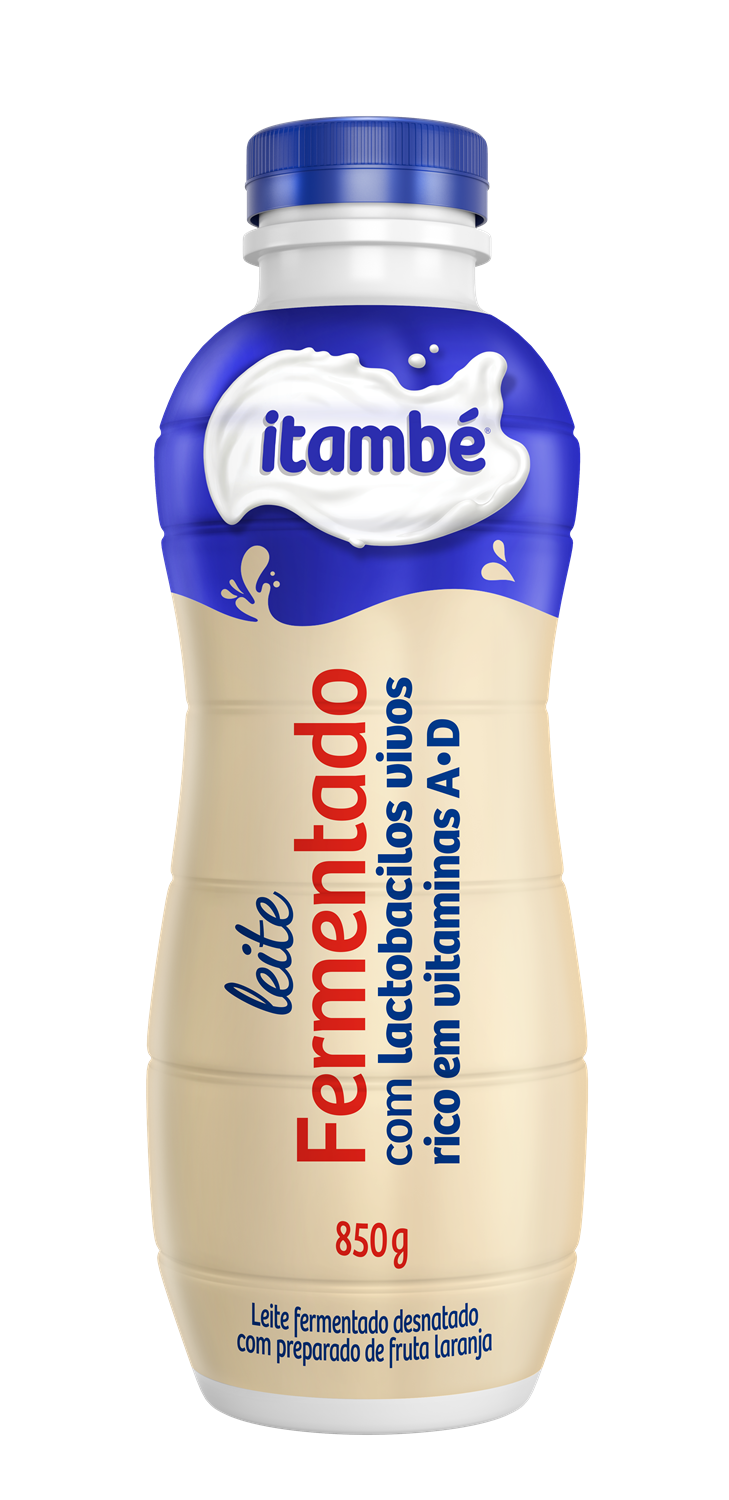 itambé
leite
Fermentado
com lactobacilos vivos
rico em vitaminas A•D
850g
Leite fermentado desnatado
com preparado de fruta laranja